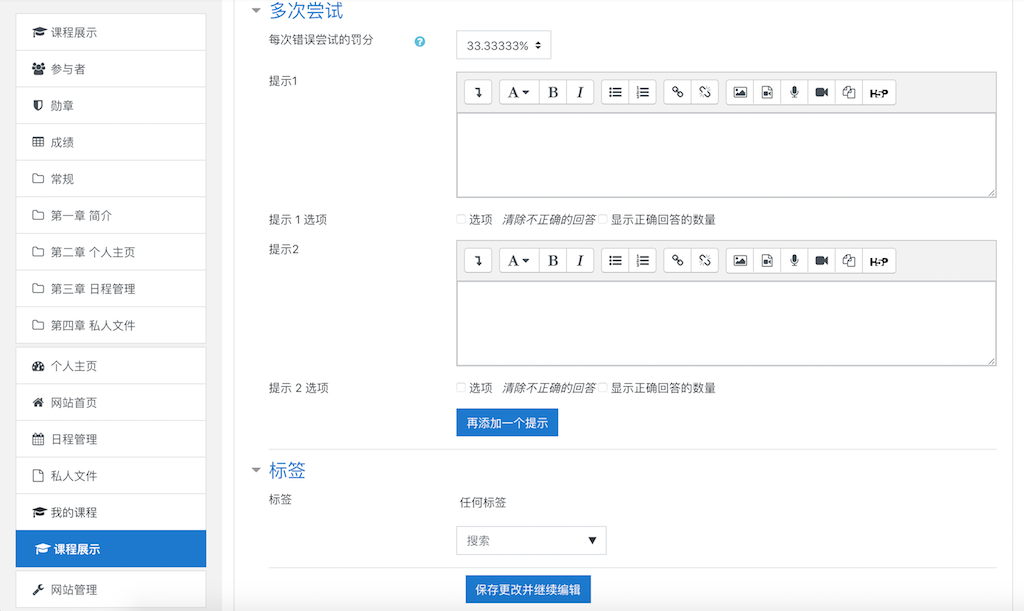 课程展示
参与者
勋章
成绩
常规
第一章 简介
第二章 个人主页
第三章 日程管理
第四章 私人文件
个人主页
网站首页
日程管理
私人文件
我的课程
课程展示
网站管理
多次尝试
每次错误尝试的罚分 ? 33.33333%
提示1
A B I H-P
提示 1 选项 选项 清除不正确的回答 显示正确回答的数量
提示2
A B I H-P
提示 2 选项 选项 清除不正确的回答 显示正确回答的数量
再添加一个提示
标签
标签 任何标签
搜索
保存更改并继续编辑